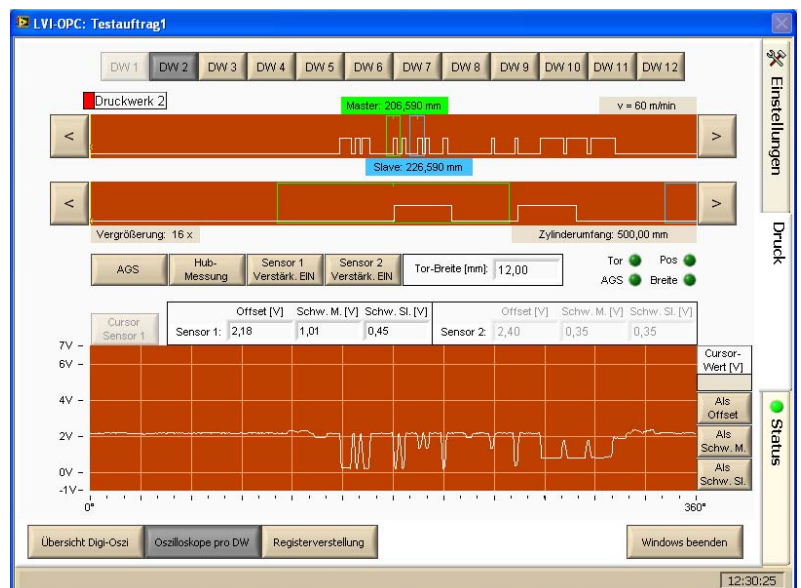 LVI-OPC: Testauftrag1
DW 1 DW 2 DW 3 DW 4 DW 5 DW 6 DW 7 DW 8 DW 9 DW 10 DW 11 DW 12
Druckwerk 2 Master: 206,590 mm v = 60 m/min
< >
Slave: 226,590 mm
< >
Vergrößerung: 16 x Zylinderumfang: 500,00 mm
AGS Hub-Messung Sensor 1 Verstärk. EIN Sensor 2 Verstärk. EIN Tor-Breite [mm]: 12,00 Tor Pos AGS Breite
Offset [V] Schw. M. [V] Schw. Sl. [V] Offset [V] Schw. M. [V] Schw. Sl. [V]
Cursor Sensor 1 Sensor 1: 2,18 1,01 0,45 Sensor 2: 2,40 0,35 0,35
7V
6V
4V
2V
0V
-1V
0° 360°
Cursor-Wert [V]
Als Offset
Als Schw. M.
Als Schw. Sl.
Übersicht Digi-Oszi Oszilloskope pro DW Registerverstellung Windows beenden
12:30:25
Einstellungen
Druck
Status